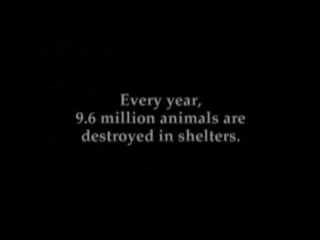 Every year,
9.6 million animals are
destroyed in shelters.